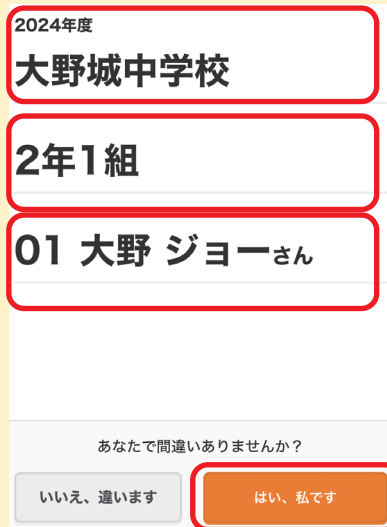 2024年度
大野城中学校
2年1組
01 大野 ジョーさん
あなたで間違いありませんか？
いいえ、違います
はい、私です